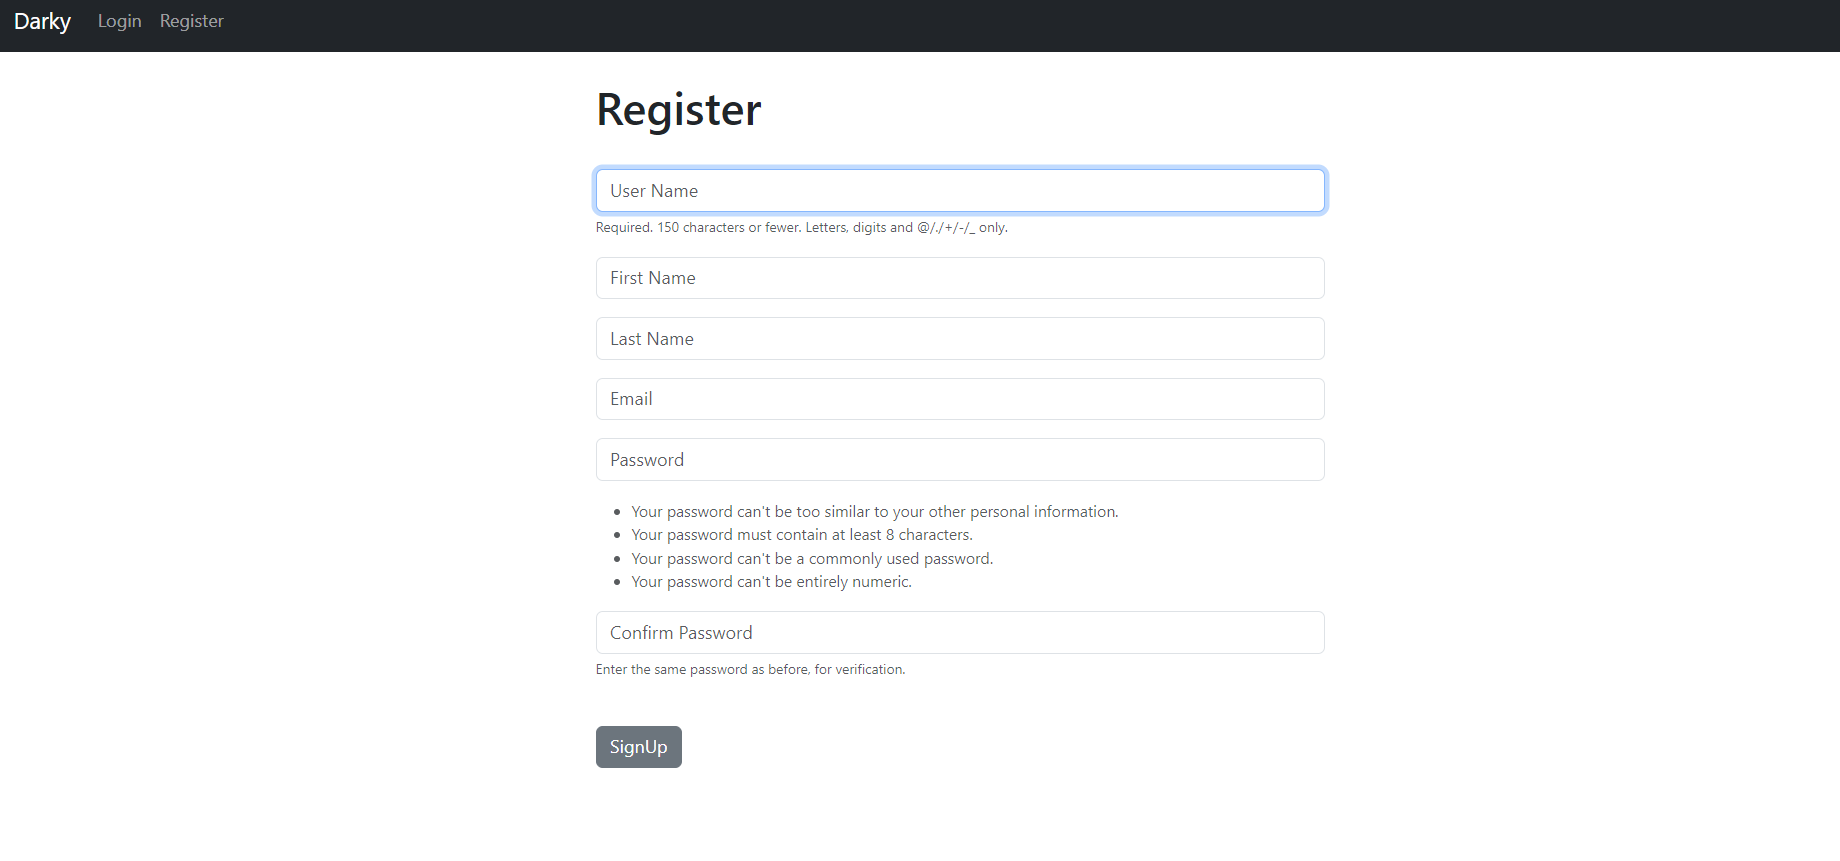 Darky Login Register
Register
User Name
Required. 150 characters or fewer. Letters, digits and @/./+/-/_ only.
First Name
Last Name
Email
Password
Your password can't be too similar to your other personal information.
Your password must contain at least 8 characters.
Your password can't be a commonly used password.
Your password can't be entirely numeric.
Confirm Password
Enter the same password as before, for verification.
SignUp